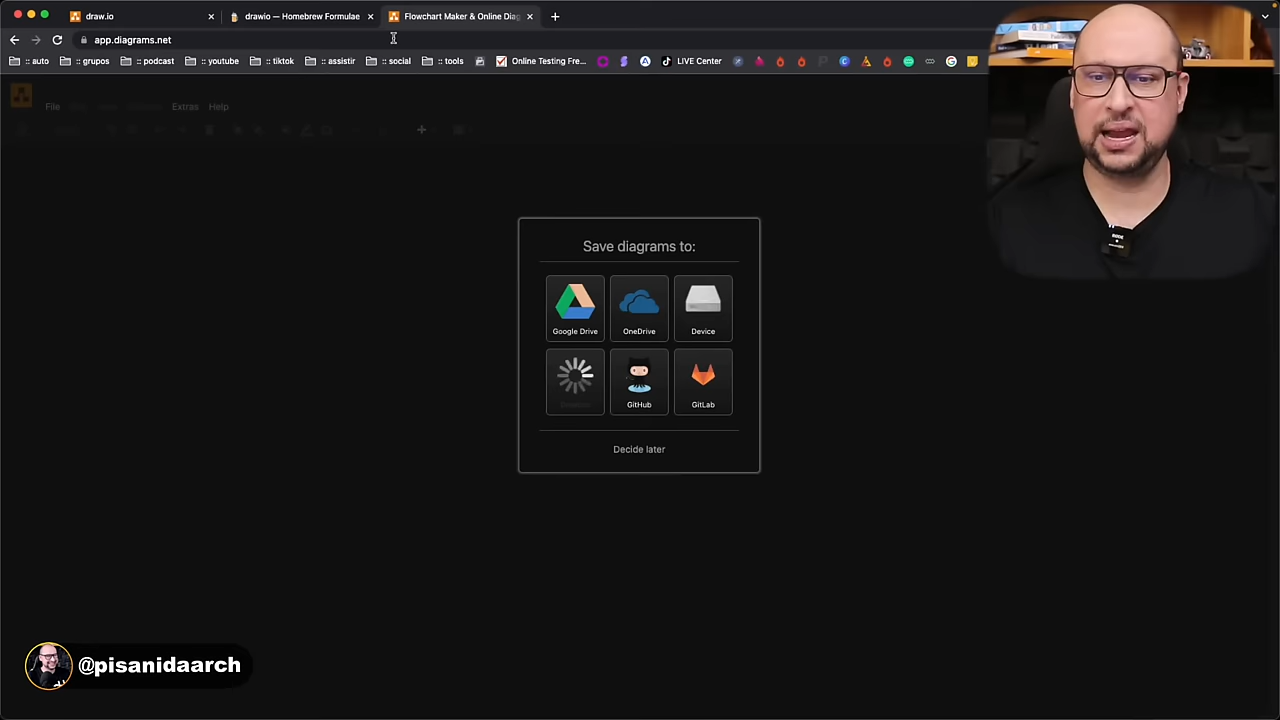 draw.io
drawio — Homebrew Formulae
Flowchart Maker & Online Diag
app.diagrams.net
:: auto
:: grupos
:: podcast
:: youtube
:: tiktok
:: assistir
:: social
:: tools
Online Testing Fre...
LIVE Center
File
Extras
Help
Save diagrams to:
Google Drive
OneDrive
Device
GitHub
GitLab
Decide later
RODE
@pisanidaarch